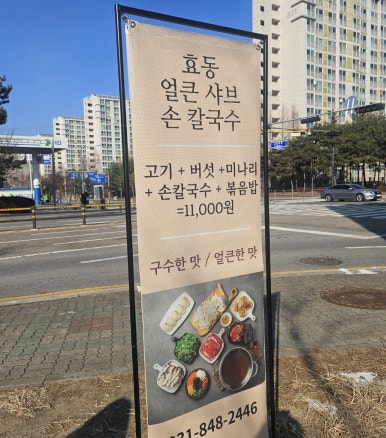 효동
얼큰 샤브
손 칼국수
고기 + 버섯 +미나리
+ 손칼국수 + 볶음밥
=11,000원
구수한 맛 / 얼큰한 맛
031-848-2446